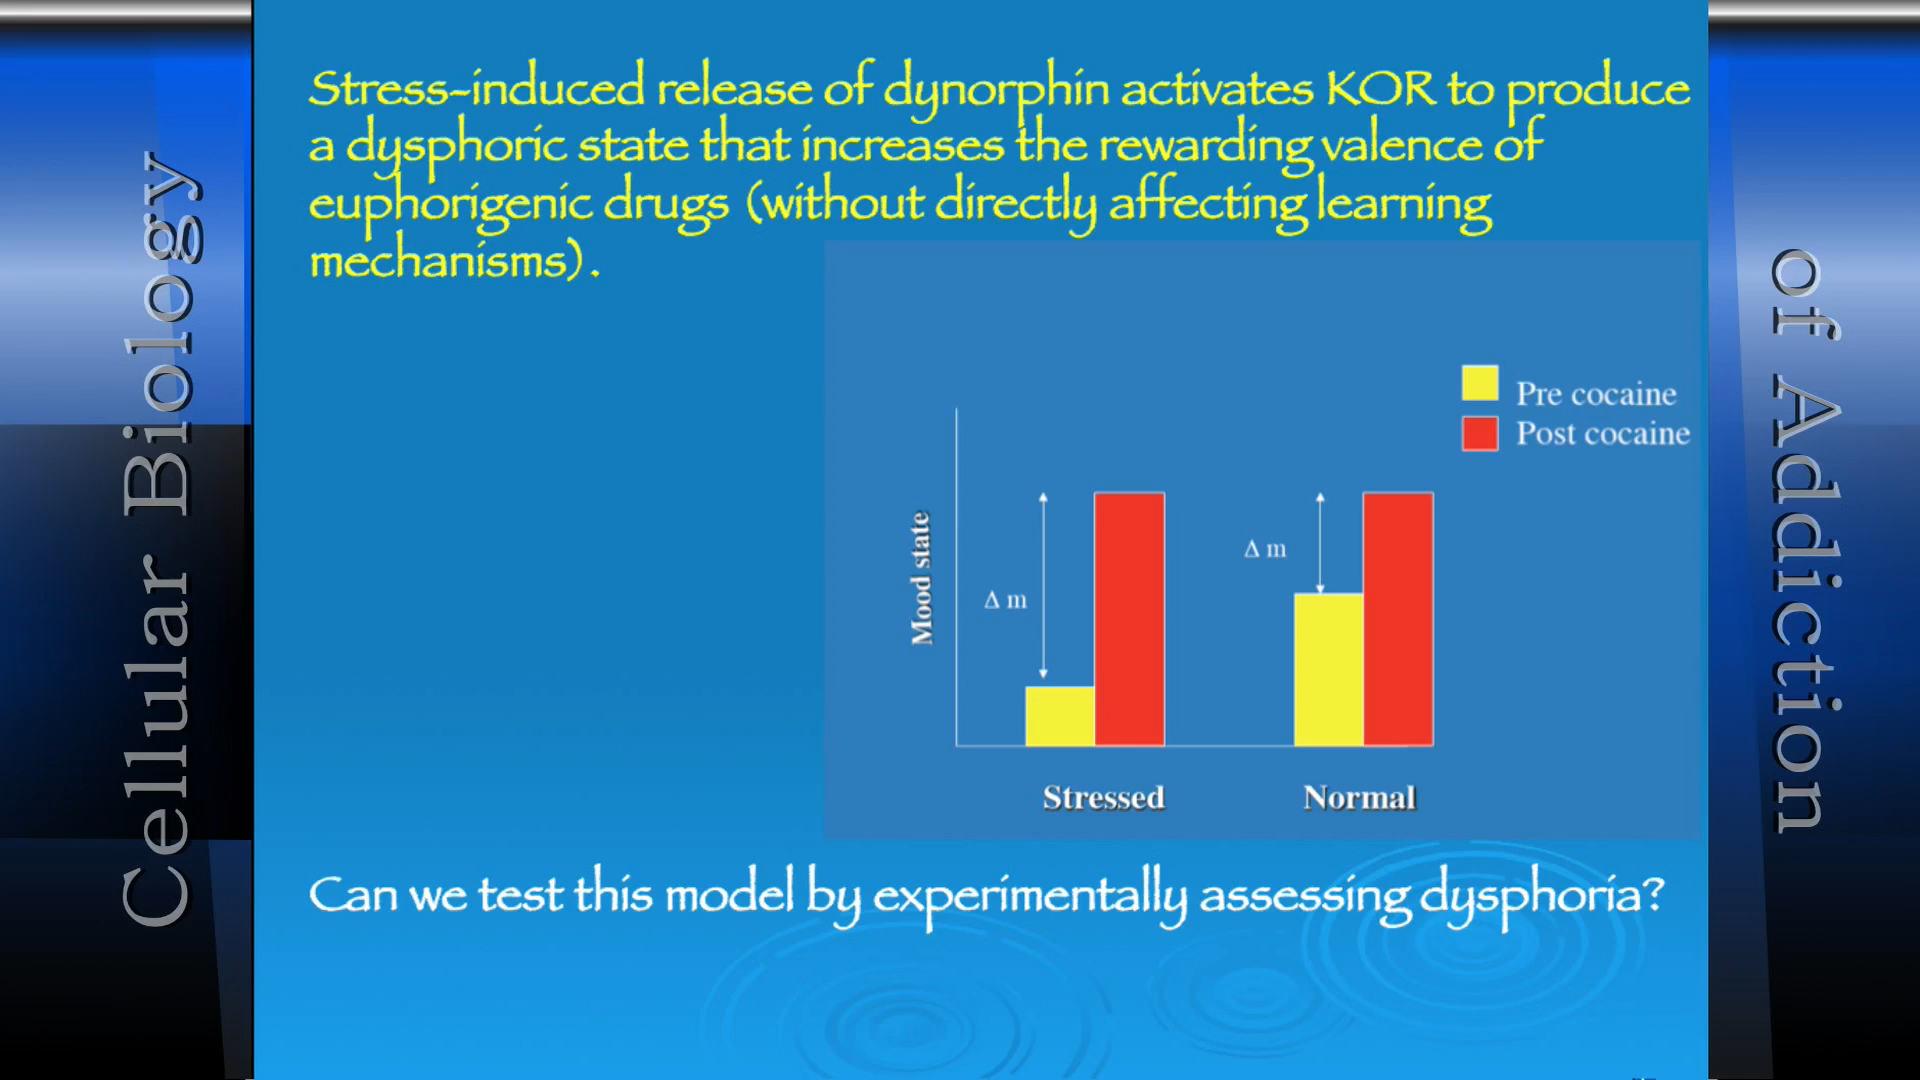 Stress-induced release of dynorphin activates KOR to produce
a dysphoric state that increases the rewarding valence of
euphorigenic drugs (without directly affecting learning
mechanisms).
Pre cocaine
Post cocaine
Mood state
Δ m
Δ m
Stressed
Normal
Can we test this model by experimentally assessing dysphoria?
Cellular Biology
of Addiction